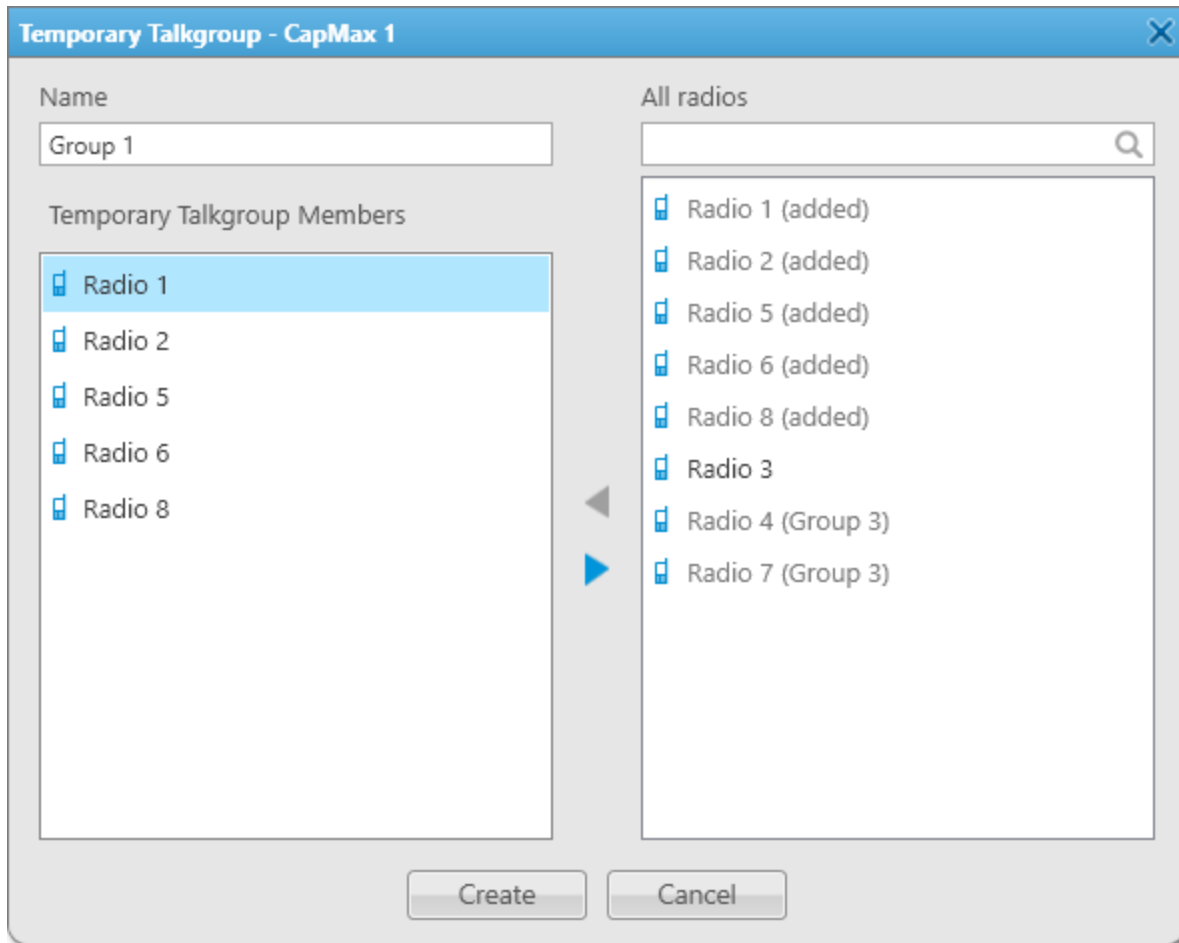 Temporary Talkgroup - CapMax 1
Name
Group 1
Temporary Talkgroup Members
Radio 1
Radio 2
Radio 5
Radio 6
Radio 8
All radios
Radio 1 (added)
Radio 2 (added)
Radio 5 (added)
Radio 6 (added)
Radio 8 (added)
Radio 3
Radio 4 (Group 3)
Radio 7 (Group 3)
Create
Cancel